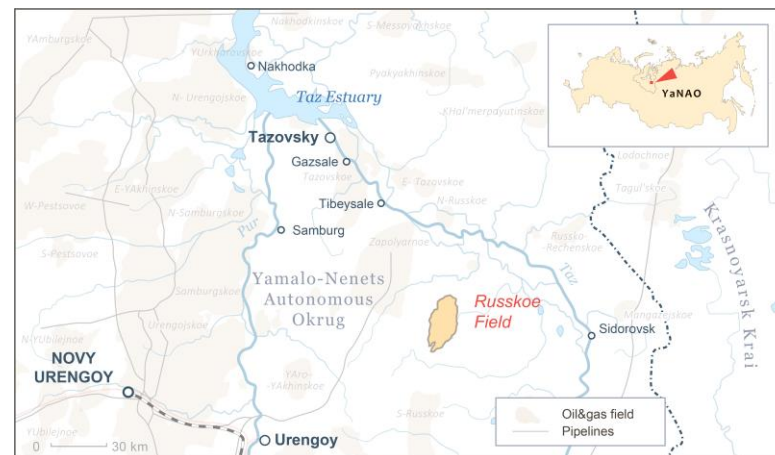 YAmburgskoe
Nakhodkinskoe
S-Messoyakhskoe
YUrkharovskoe
Nakhodka
Pyakyakhinskoe
YaNAO
N- Urengojskoe
Taz Estuary
KHal'merpayutinskoe
Tazovsky
Lodochnoe
Gazsale
Tazovskoe
E- Tazovskoe
Tagul'skoe
E-YAkhinskoe
W-Pestsovoe
N-Samburgskoe
Tibeysale
N-Russkoe
Pur
Samburg
Russko-
Rechenskoe
S-Pestsovoe
Zapolyarnoe
Krasnoyarsk Krai
Yamalo-Nenets
Autonomous
Okrug
Taz
Samburgskoe
Russkoe
Field
Mangazejskoe
Urengojskoe
Sidorovsk
N-YUbilejnoe
NOVY
URENGOY
YAro-
YAkhinskoe
S-Russkoe
Oil&gas field
Pipelines
YUbilejnoe
Urengoy
0 30 km